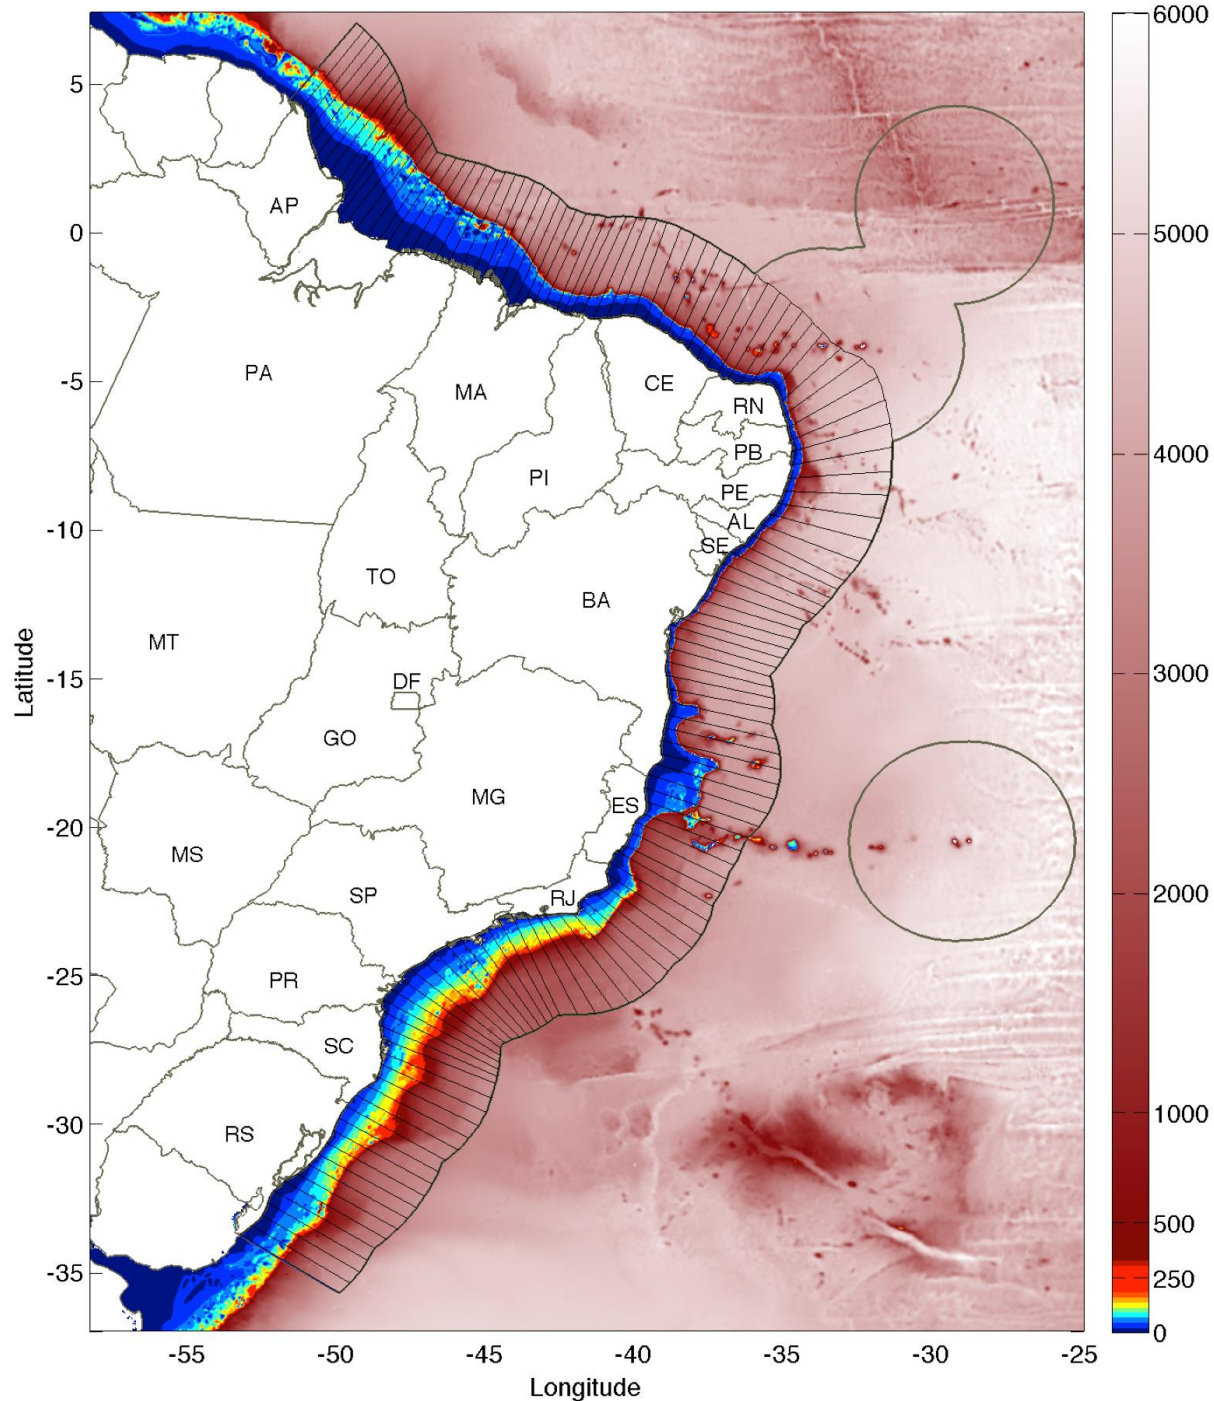 6000
5
5000
AP
0
4000
-5
PA
MA
CE
RN
PB
PI
PE
AL
-10
SE
TO
BA
3000
MT
Latitude
-15
DF
GO
MG
ES
2000
-20
MS
SP
RJ
-25
PR
SC
1000
-30
RS
500
250
-35
0
-55 -50 -45 -40 -35 -30 -25
Longitude